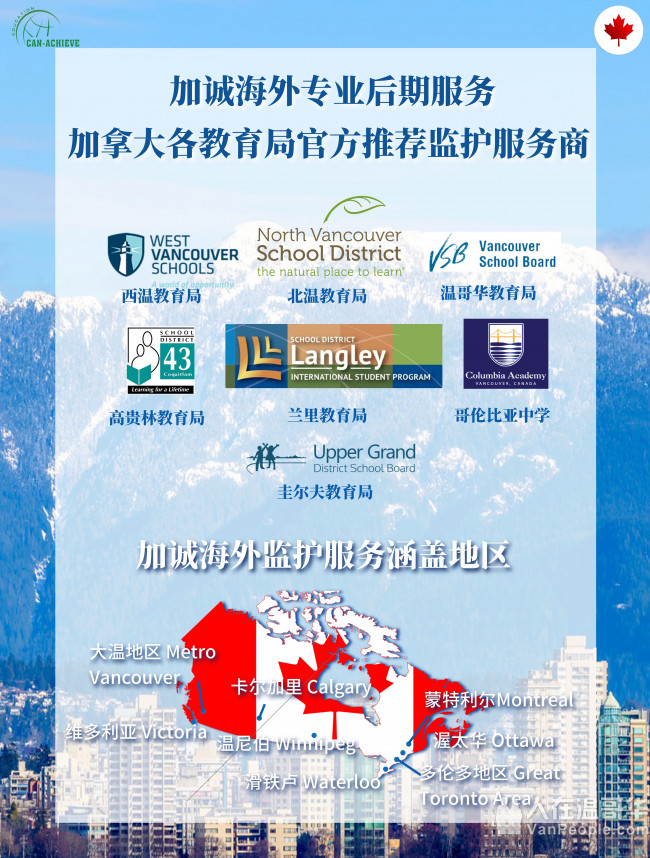 EDUCATION
CAN-ACHIEVE
加诚海外专业后期服务
加拿大各教育局官方推荐监护服务商
WEST
VANCOUVER
SCHOOLS
A world of opportunity
西温教育局
North Vancouver
School District
the natural place to learn
北温教育局
VSB
Vancouver
School Board
温哥华教育局
SCHOOL
DISTRICT
43
Coquitlam
Learning for a Lifetime
高贵林教育局
SCHOOL DISTRICT
Langley
INTERNATIONAL STUDENT PROGRAM
兰里教育局
Columbia Academy
VANCOUVER, CANADA
哥伦比亚中学
Upper Grand
District School Board
圭尔夫教育局
加诚海外监护服务涵盖地区
大温地区 Metro
Vancouver
卡尔加里 Calgary
蒙特利尔Montreal
维多利亚 Victoria
温尼伯 Winnipeg
渥太华 Ottawa
滑铁卢 Waterloo
多伦多地区 Great
Toronto Area
人在温哥华
VanPeople.com